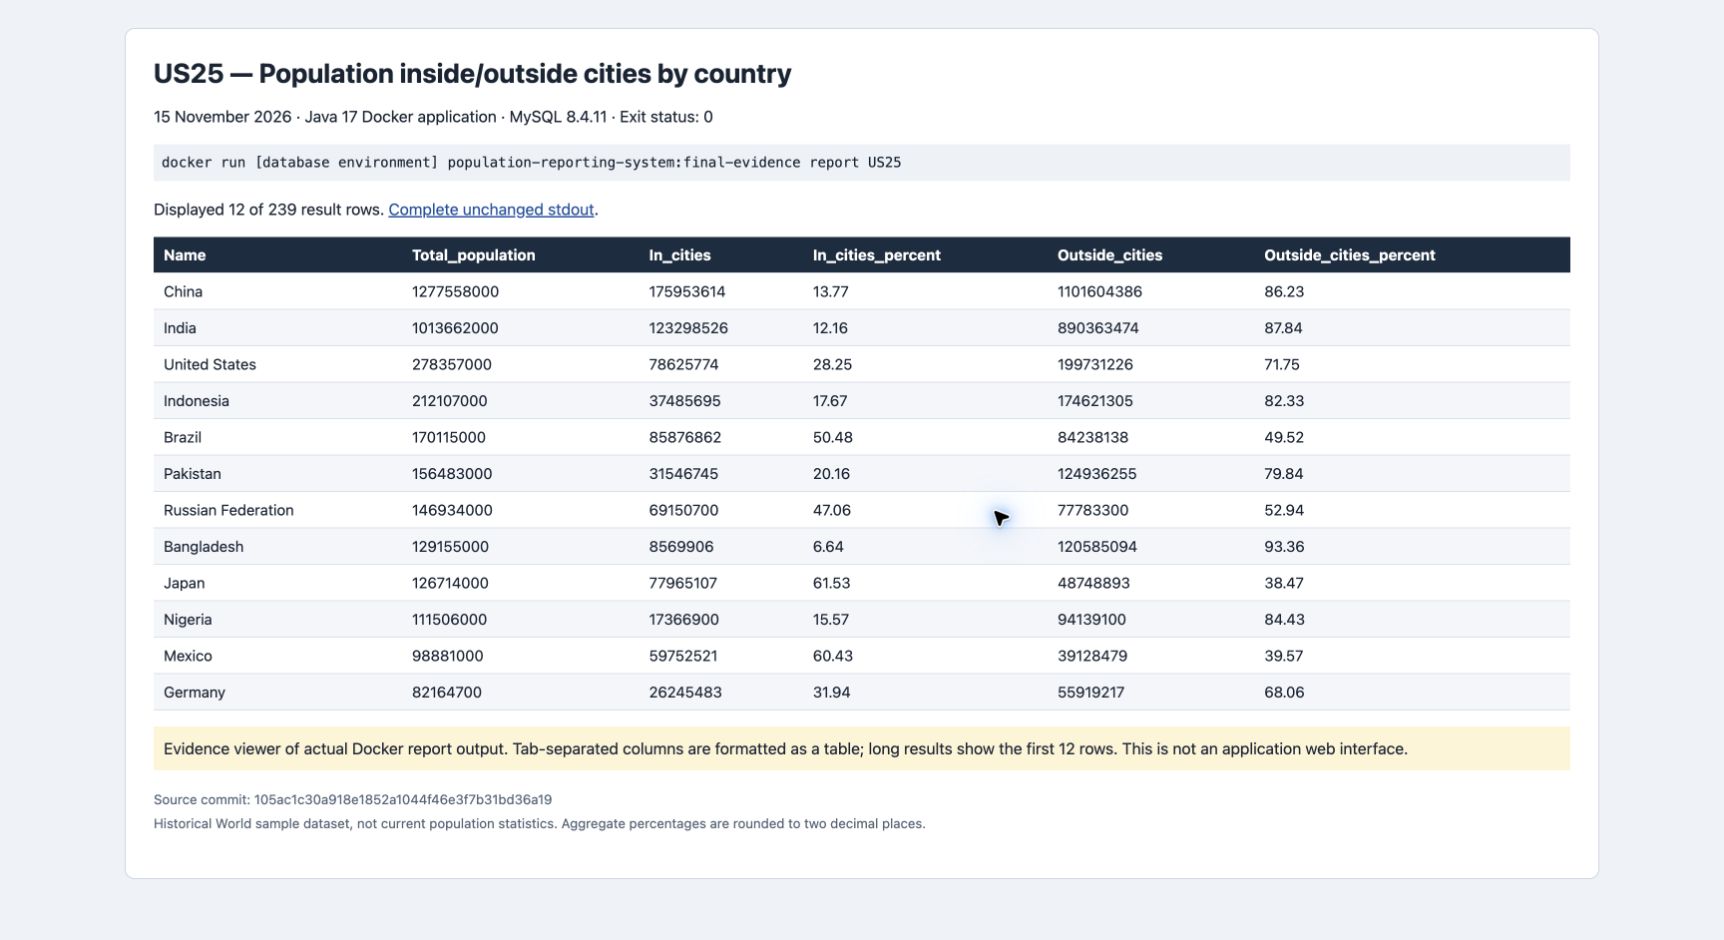 US25 — Population inside/outside cities by country
15 November 2026 · Java 17 Docker application · MySQL 8.4.11 · Exit status: 0
docker run [database environment] population-reporting-system:final-evidence report US25
Displayed 12 of 239 result rows. Complete unchanged stdout.
Name Total_population In_cities In_cities_percent Outside_cities Outside_cities_percent
China 1277558000 175953614 13.77 1101604386 86.23
India 1013662000 123298526 12.16 890363474 87.84
United States 278357000 78625774 28.25 199731226 71.75
Indonesia 212107000 37485695 17.67 174621305 82.33
Brazil 170115000 85876862 50.48 84238138 49.52
Pakistan 156483000 31546745 20.16 124936255 79.84
Russian Federation 146934000 69150700 47.06 77783300 52.94
Bangladesh 129155000 8569906 6.64 120585094 93.36
Japan 126714000 77965107 61.53 48748893 38.47
Nigeria 111506000 17366900 15.57 94139100 84.43
Mexico 98881000 59752521 60.43 39128479 39.57
Germany 82164700 26245483 31.94 55919217 68.06
Evidence viewer of actual Docker report output. Tab-separated columns are formatted as a table; long results show the first 12 rows. This is not an application web interface.
Source commit: 105ac1c30a918e1852a1044f46e3f7b31bd36a19
Historical World sample dataset, not current population statistics. Aggregate percentages are rounded to two decimal places.